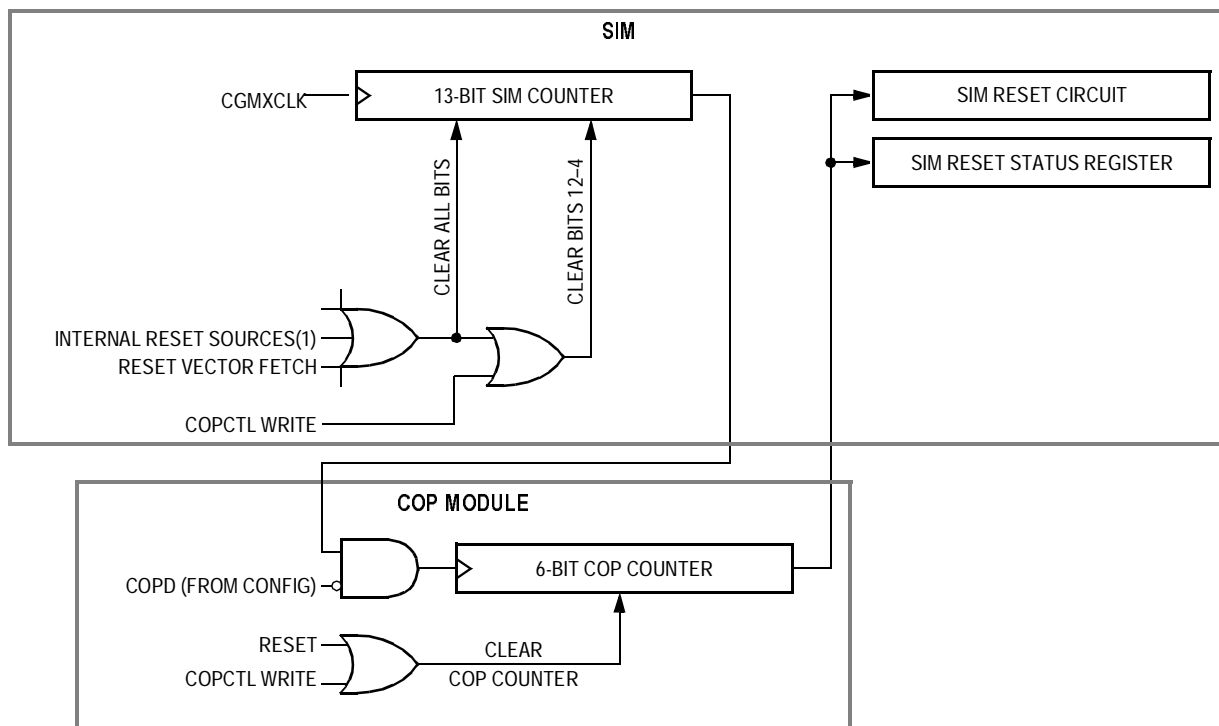 SIM
CGMXCLK
13-BIT SIM COUNTER
SIM RESET CIRCUIT
SIM RESET STATUS REGISTER
CLEAR ALL BITS
CLEAR BITS 12–4
INTERNAL RESET SOURCES(1)
RESET VECTOR FETCH
COPCTL WRITE
COP MODULE
6-BIT COP COUNTER
COPD (FROM CONFIG)
RESET
COPCTL WRITE
CLEAR
COP COUNTER